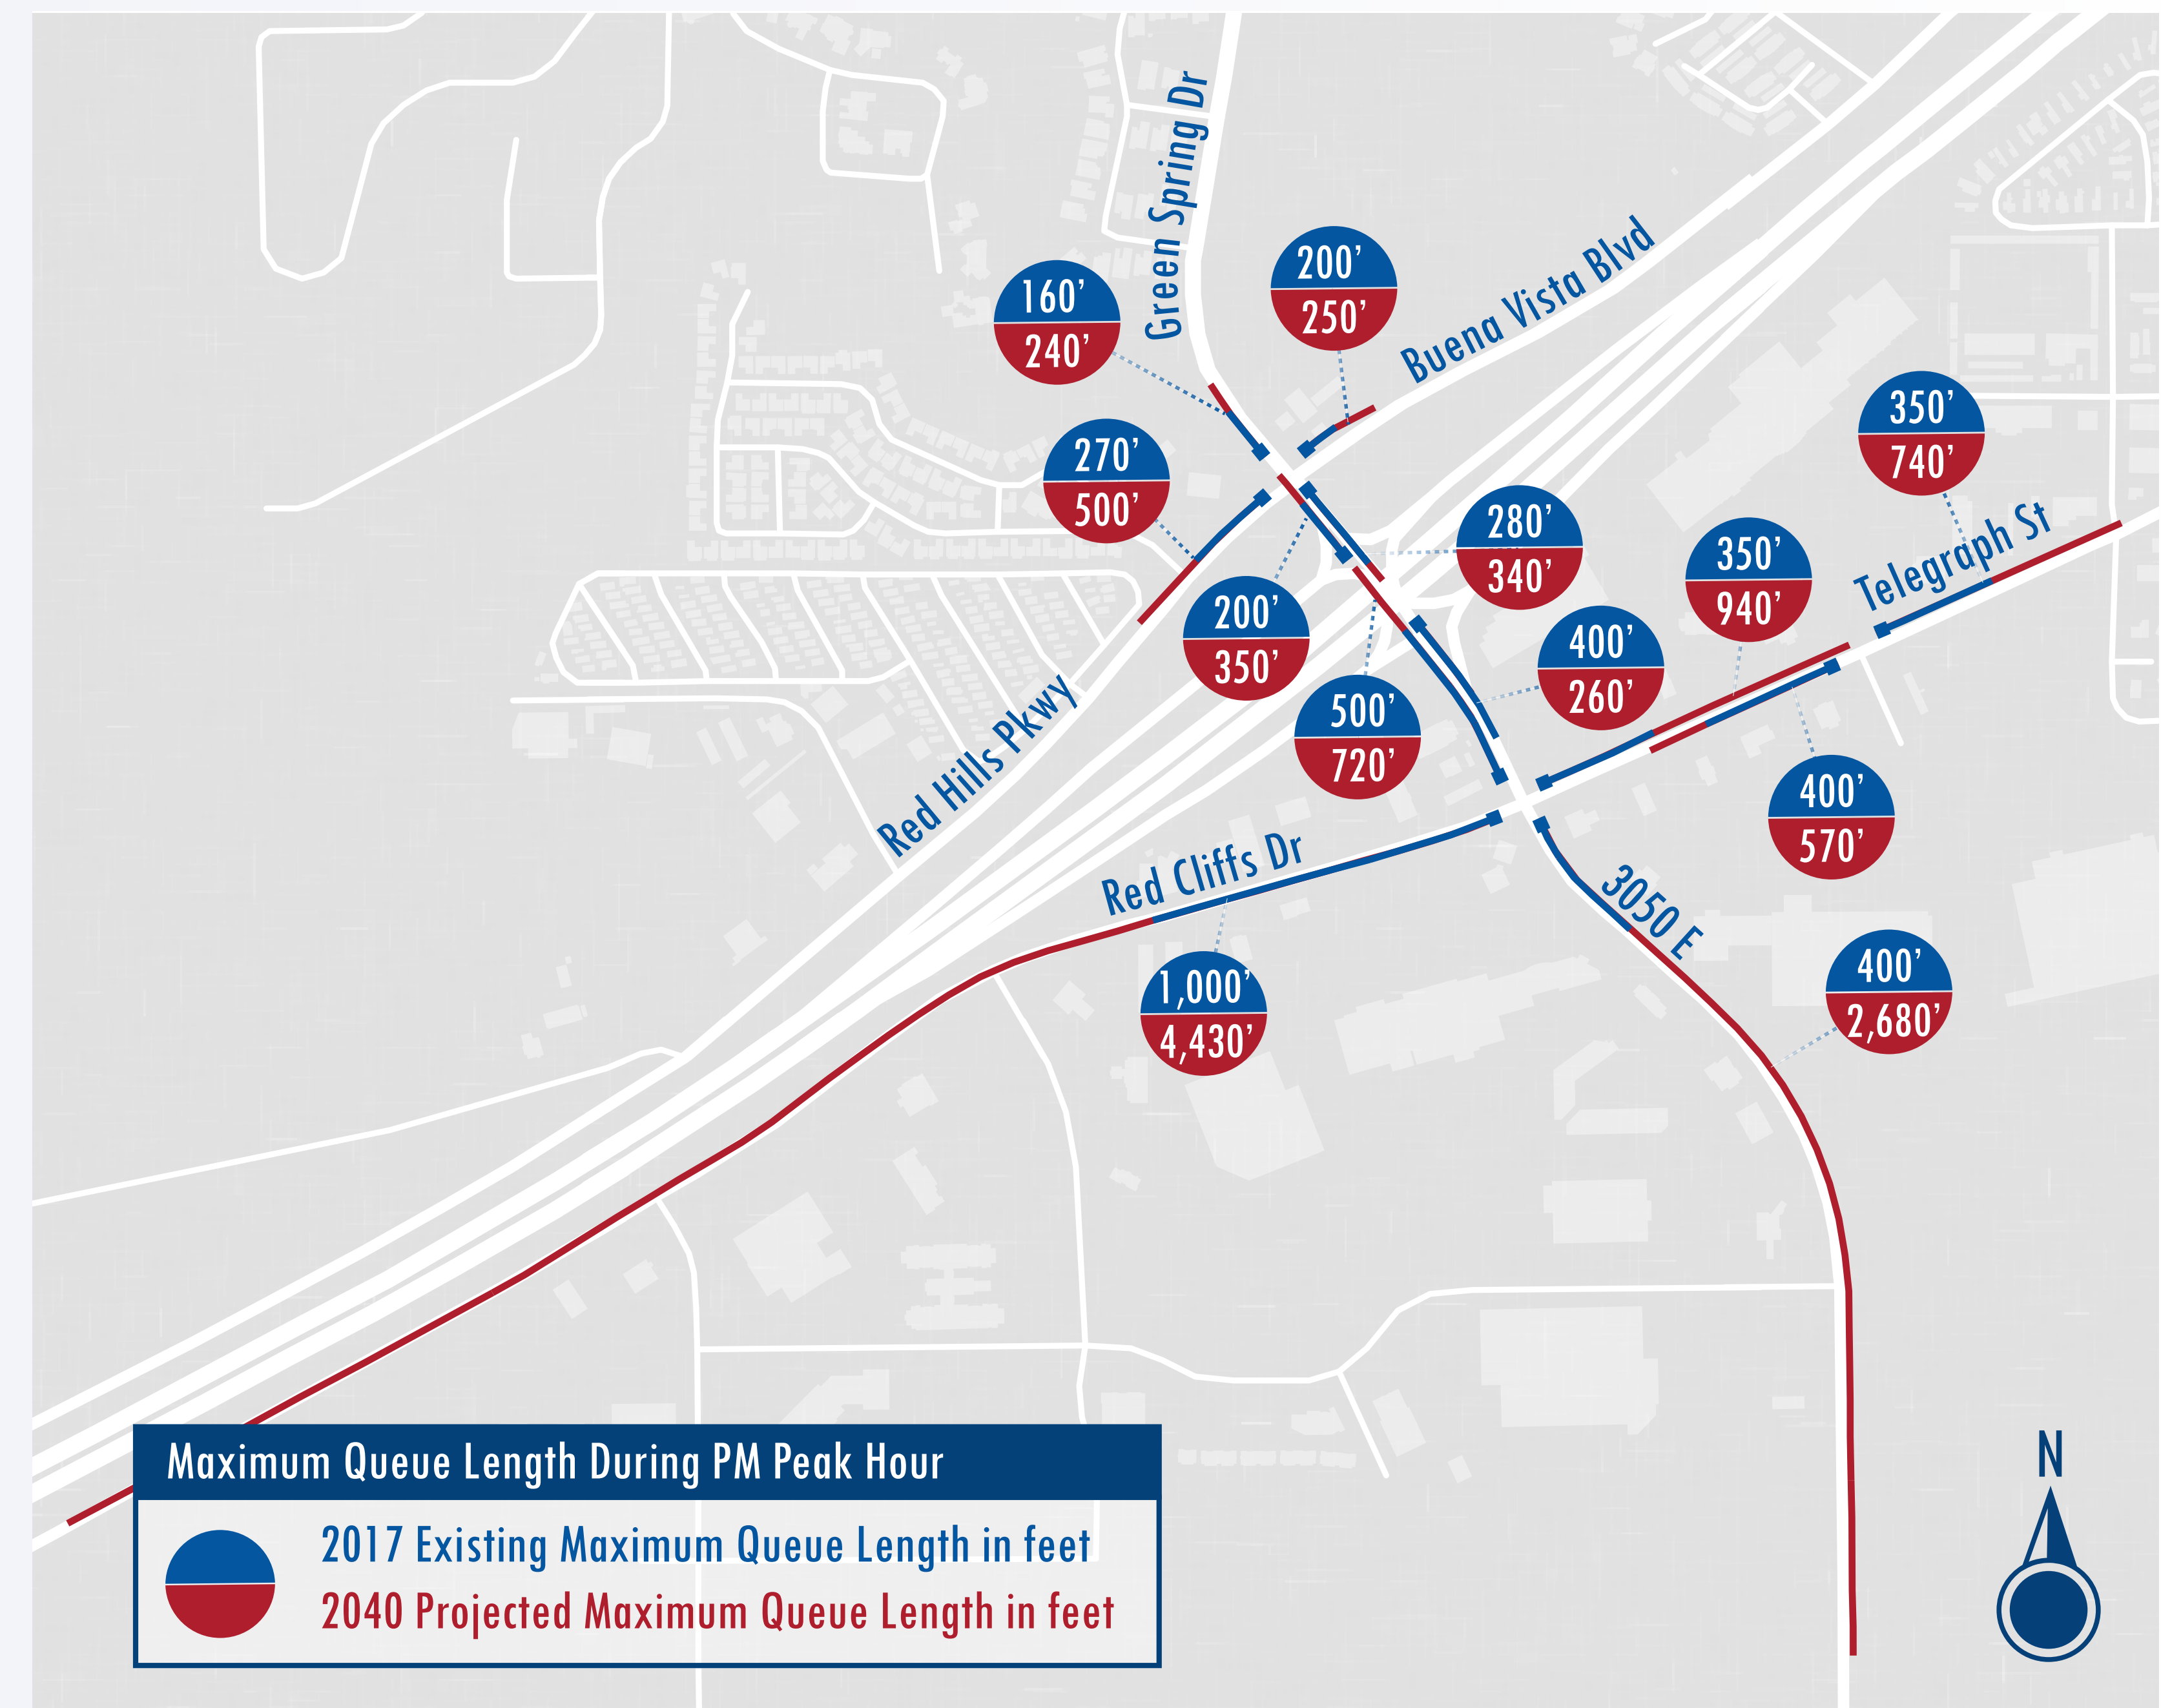 Green Spring Dr
200’
250’
Buena Vista Blvd
160’
240’
270’
500’
350’
740’
280’
340’
350’
940’
Telegraph St
200’
350’
400’
260’
500’
720’
Red Hills Pkwy
400’
570’
Red Cliffs Dr
3050 E
1,000’
4,430’
400’
2,680’
Maximum Queue Length During PM Peak Hour
2017 Existing Maximum Queue Length in feet
2040 Projected Maximum Queue Length in feet
N